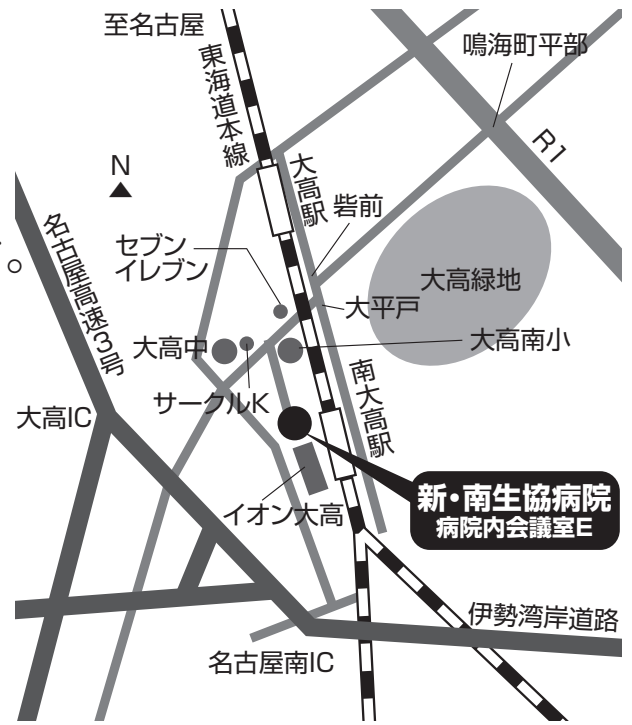 至名古屋
東海道本線
鳴海町平部
R1
N
大高駅
砦前
名古屋高速3号
。
セブン
イレブン
大高緑地
大平戸
大高中
大高南小
サークルK
南大高駅
大高IC
新・南生協病院
病院内会議室E
イオン大高
伊勢湾岸道路
名古屋南IC